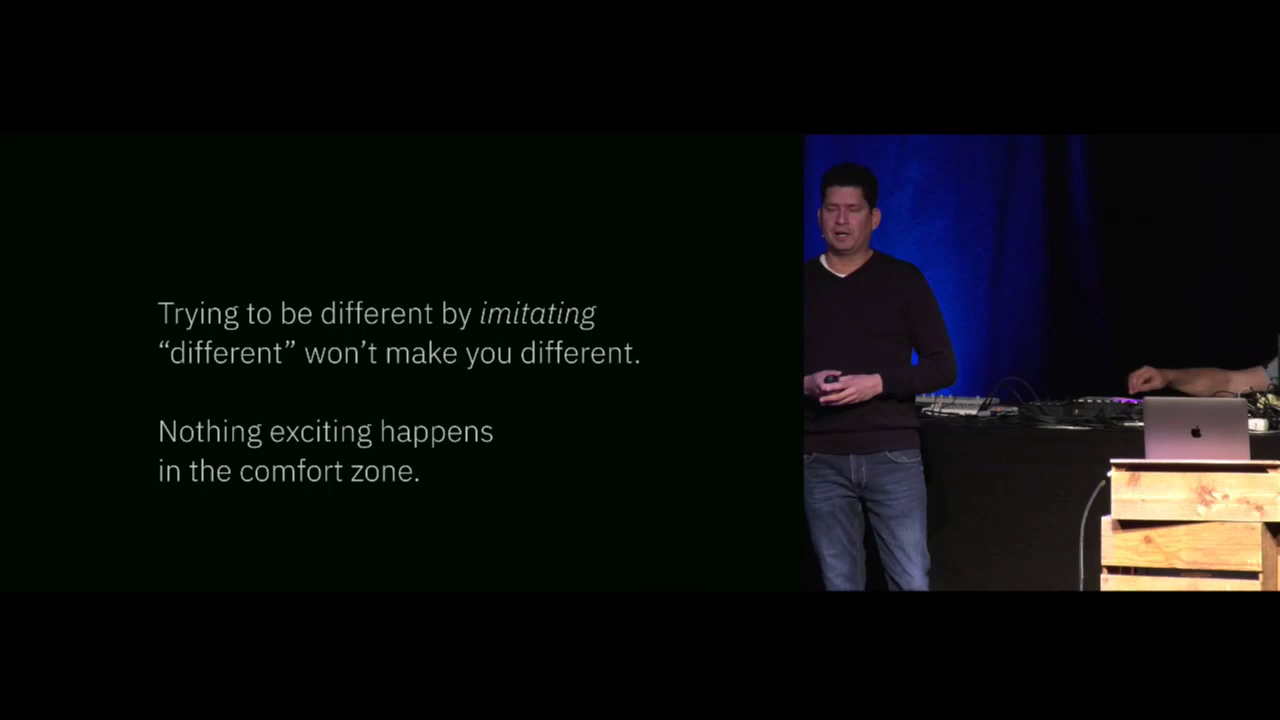 Trying to be different by imitating
“different” won’t make you different.
Nothing exciting happens
in the comfort zone.